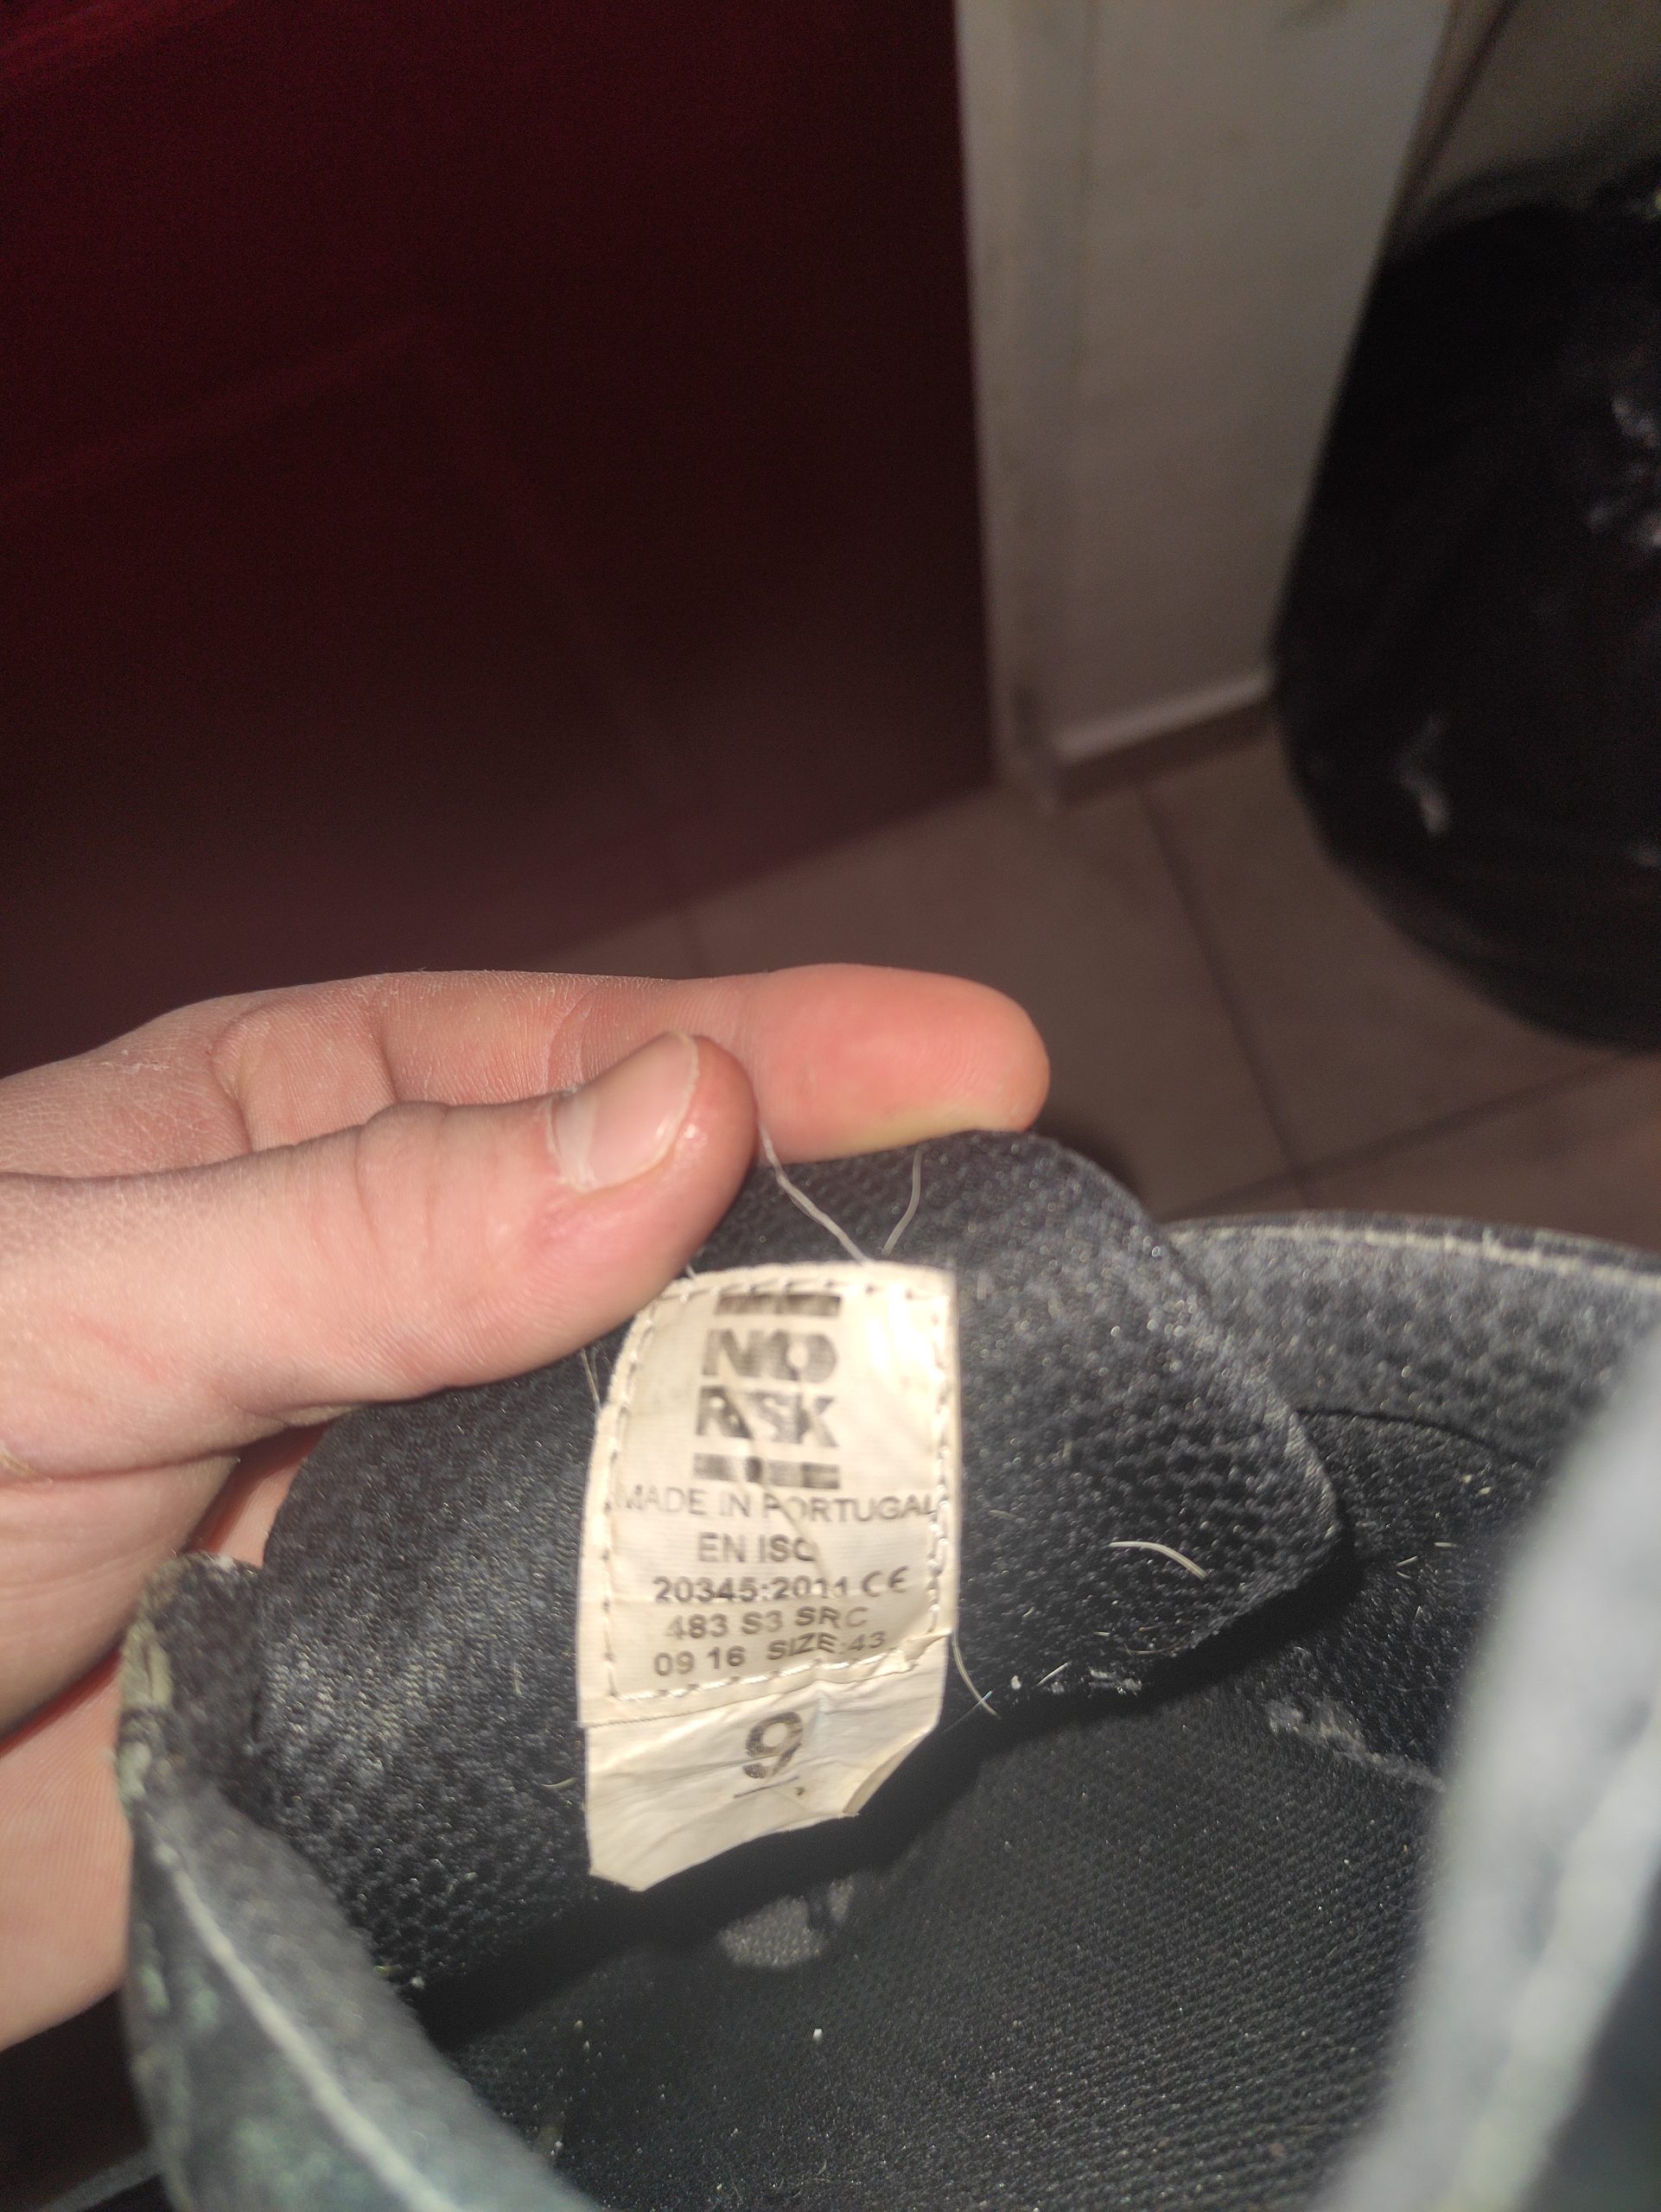 NO
RISK
MADE IN PORTUGAL
EN ISO
20345:2011 CE
483 S3 SRC
09 16 SIZE 43
9